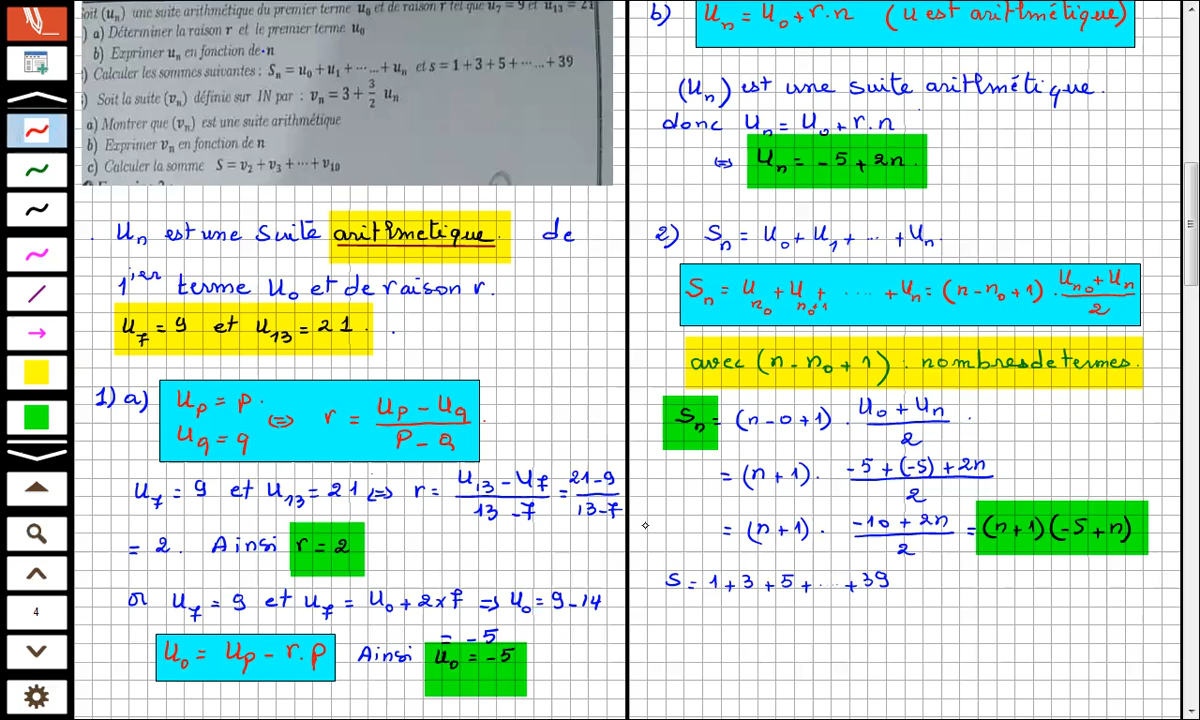 soit (uₙ) une suite arithmétique du premier terme u₀ et de raison r tel que u₇ = 9 et u₁₃ = 21
) a) Déterminer la raison r et le premier terme u₀
b) Exprimer uₙ en fonction de n
) Calculer les sommes suivantes : Sₙ = u₀ + u₁ + ⋯... + uₙ et s = 1 + 3 + 5 + ⋯... + 39
) Soit la suite (vₙ) définie sur IN par : vₙ = 3 + 3/2 uₙ
a) Montrer que (vₙ) est une suite arithmétique
b) Exprimer vₙ en fonction de n
c) Calculer la somme S = v₂ + v₃ + ⋯ + v₁₀
Uₙ est une suite arithmetique de
1ier terme U₀ et de raison r.
U₇ = 9 et U₁₃ = 21.
1) a) Uₚ = p.
U_q = q ⟺ r = (Uₚ - U_q)/(P - q)
U₇ = 9 et U₁₃ = 21 ⟺ r = (U₁₃ - U₇)/(13 - 7) = (21 - 9)/(13 - 7)
= 2. Ainsi r = 2
or U₇ = 9 et U₇ = U₀ + 2×7 ⟹ U₀ = 9 - 14
= -5
U₀ = Uₚ - r.p Ainsi U₀ = -5
4
b) Uₙ = U₀ + r.n (U est arithmétique)
(Uₙ) est une suite arithmétique.
donc Uₙ = U₀ + r.n
⟺ Uₙ = -5 + 2n
2) Sₙ = U₀ + U₁ + ... + Uₙ
Sₙ = U_n₀ + U_n₀+1 + ..... + Uₙ = (n - n₀ + 1) . (U_n₀ + Uₙ)/2
avec (n - n₀ + 1) : nombres de termes.
Sₙ = (n - 0 + 1) . (U₀ + Uₙ)/2.
= (n + 1) . (-5 + (-5) + 2n)/2
= (n + 1) . (-10 + 2n)/2 = (n + 1)(-5 + n)
S = 1 + 3 + 5 + ... + 39